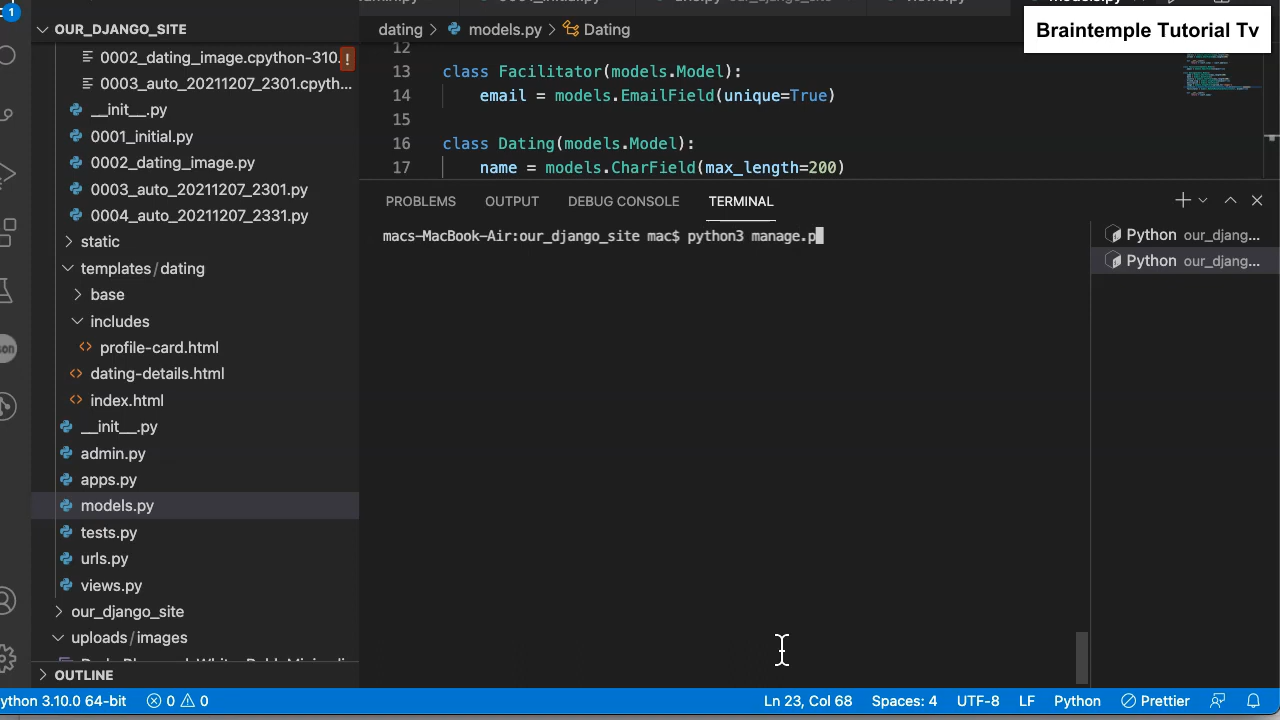 1
Braintemple Tutorial Tv
OUR_DJANGO_SITE
0002_dating_image.cpython-310.
!
0003_auto_20211207_2301.cpyth...
__init__.py
0001_initial.py
0002_dating_image.py
0003_auto_20211207_2301.py
0004_auto_20211207_2331.py
static
templates/dating
base
includes
profile-card.html
dating-details.html
index.html
__init__.py
admin.py
apps.py
models.py
tests.py
urls.py
views.py
our_django_site
uploads/images
OUTLINE
dating > models.py > Dating
12
13 class Facilitator(models.Model):
14 email = models.EmailField(unique=True)
15
16 class Dating(models.Model):
17 name = models.CharField(max_length=200)
PROBLEMS OUTPUT DEBUG CONSOLE TERMINAL
macs-MacBook-Air:our_django_site mac$ python3 manage.p
Python our_djang...
Python our_djang...
ython 3.10.0 64-bit 0 0 Ln 23, Col 68 Spaces: 4 UTF-8 LF Python Prettier